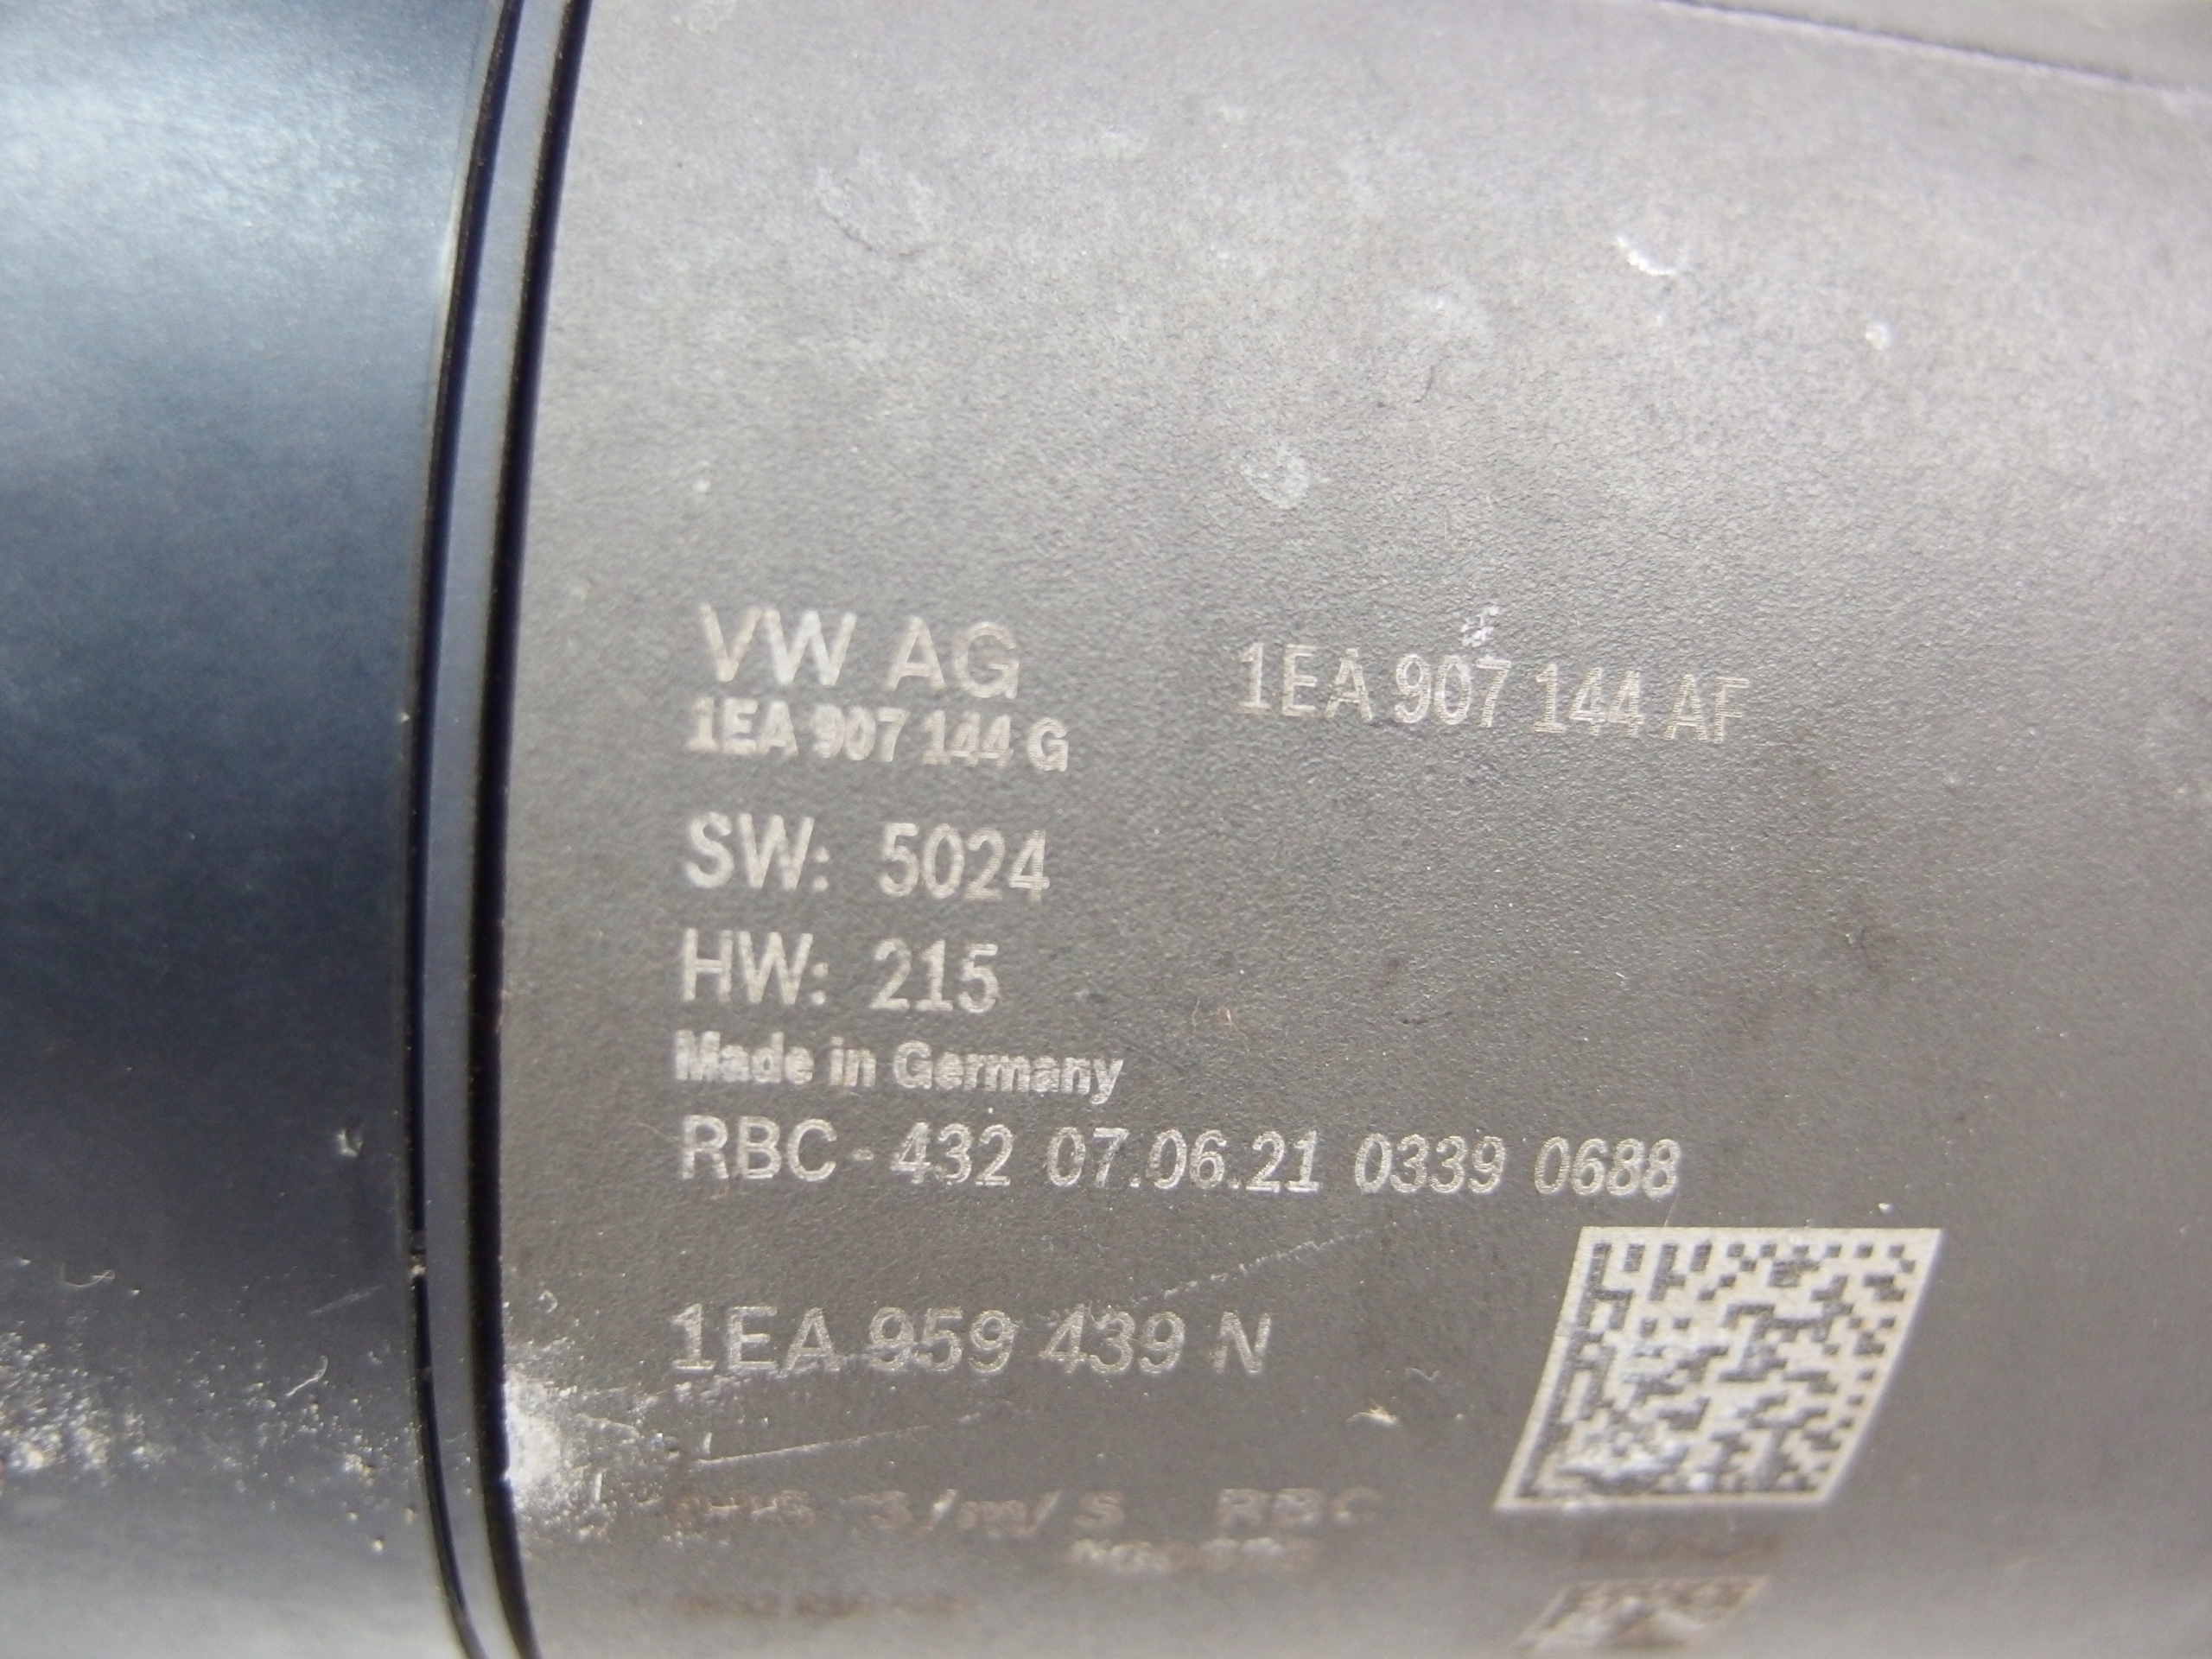 VW AG
1EA 907 144 AF
1EA 907 144 G
SW: 5024
HW: 215
Made in Germany
RBC-432 07.06.21 0339 0688
1EA 959 439 N
RBC